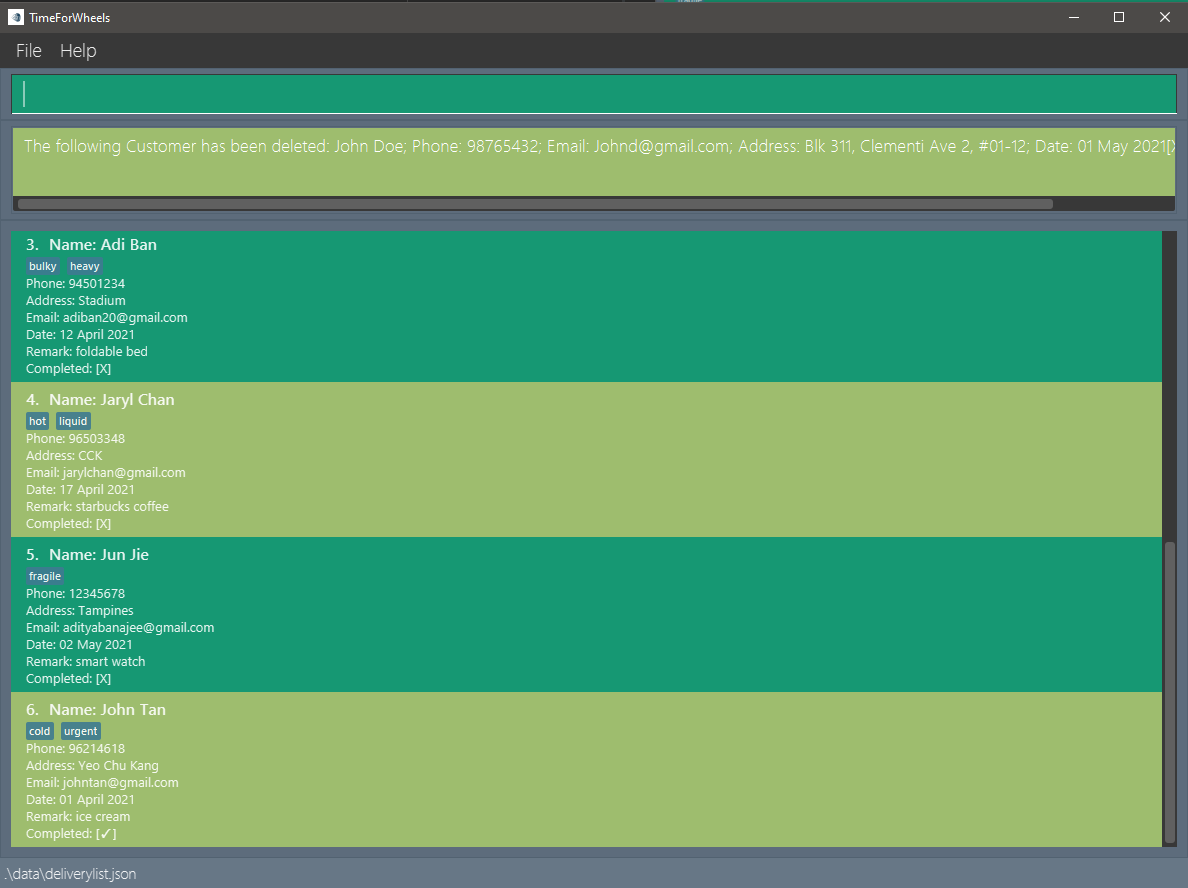 TimeForWheels
File Help
The following Customer has been deleted: John Doe; Phone: 98765432; Email: Johnd@gmail.com; Address: Blk 311, Clementi Ave 2, #01-12; Date: 01 May 2021[X
3. Name: Adi Ban
bulky heavy
Phone: 94501234
Address: Stadium
Email: adiban20@gmail.com
Date: 12 April 2021
Remark: foldable bed
Completed: [X]
4. Name: Jaryl Chan
hot liquid
Phone: 96503348
Address: CCK
Email: jarylchan@gmail.com
Date: 17 April 2021
Remark: starbucks coffee
Completed: [X]
5. Name: Jun Jie
fragile
Phone: 12345678
Address: Tampines
Email: adityabanajee@gmail.com
Date: 02 May 2021
Remark: smart watch
Completed: [X]
6. Name: John Tan
cold urgent
Phone: 96214618
Address: Yeo Chu Kang
Email: johntan@gmail.com
Date: 01 April 2021
Remark: ice cream
Completed: [✓]
.\data\deliverylist.json